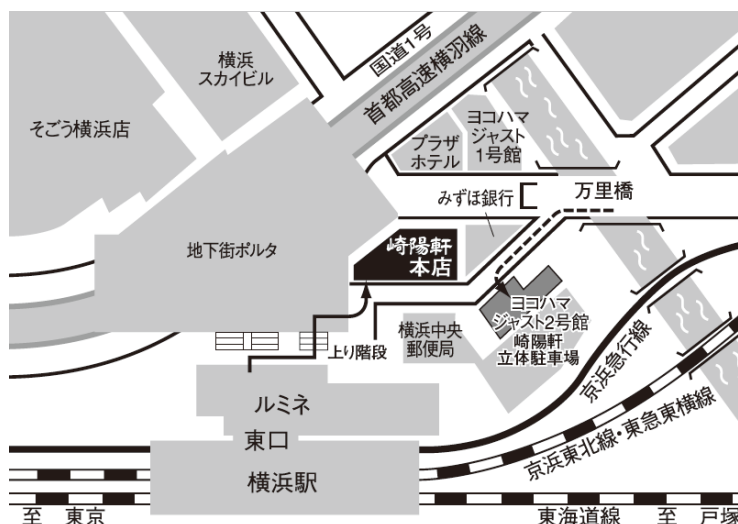 国道1号
首都高速横羽線
横浜
スカイビル
そごう横浜店
ヨコハマ
ジャスト
1号館
プラザ
ホテル
みずほ銀行
万里橋
地下街ポルタ
崎陽軒
本店
ヨコハマ
ジャスト2号館
崎陽軒
立体駐車場
横浜中央
郵便局
上り階段
京浜急行線
京浜東北線・東急東横線
ルミネ
東口
横浜駅
至 東京
東海道線 至 戸塚